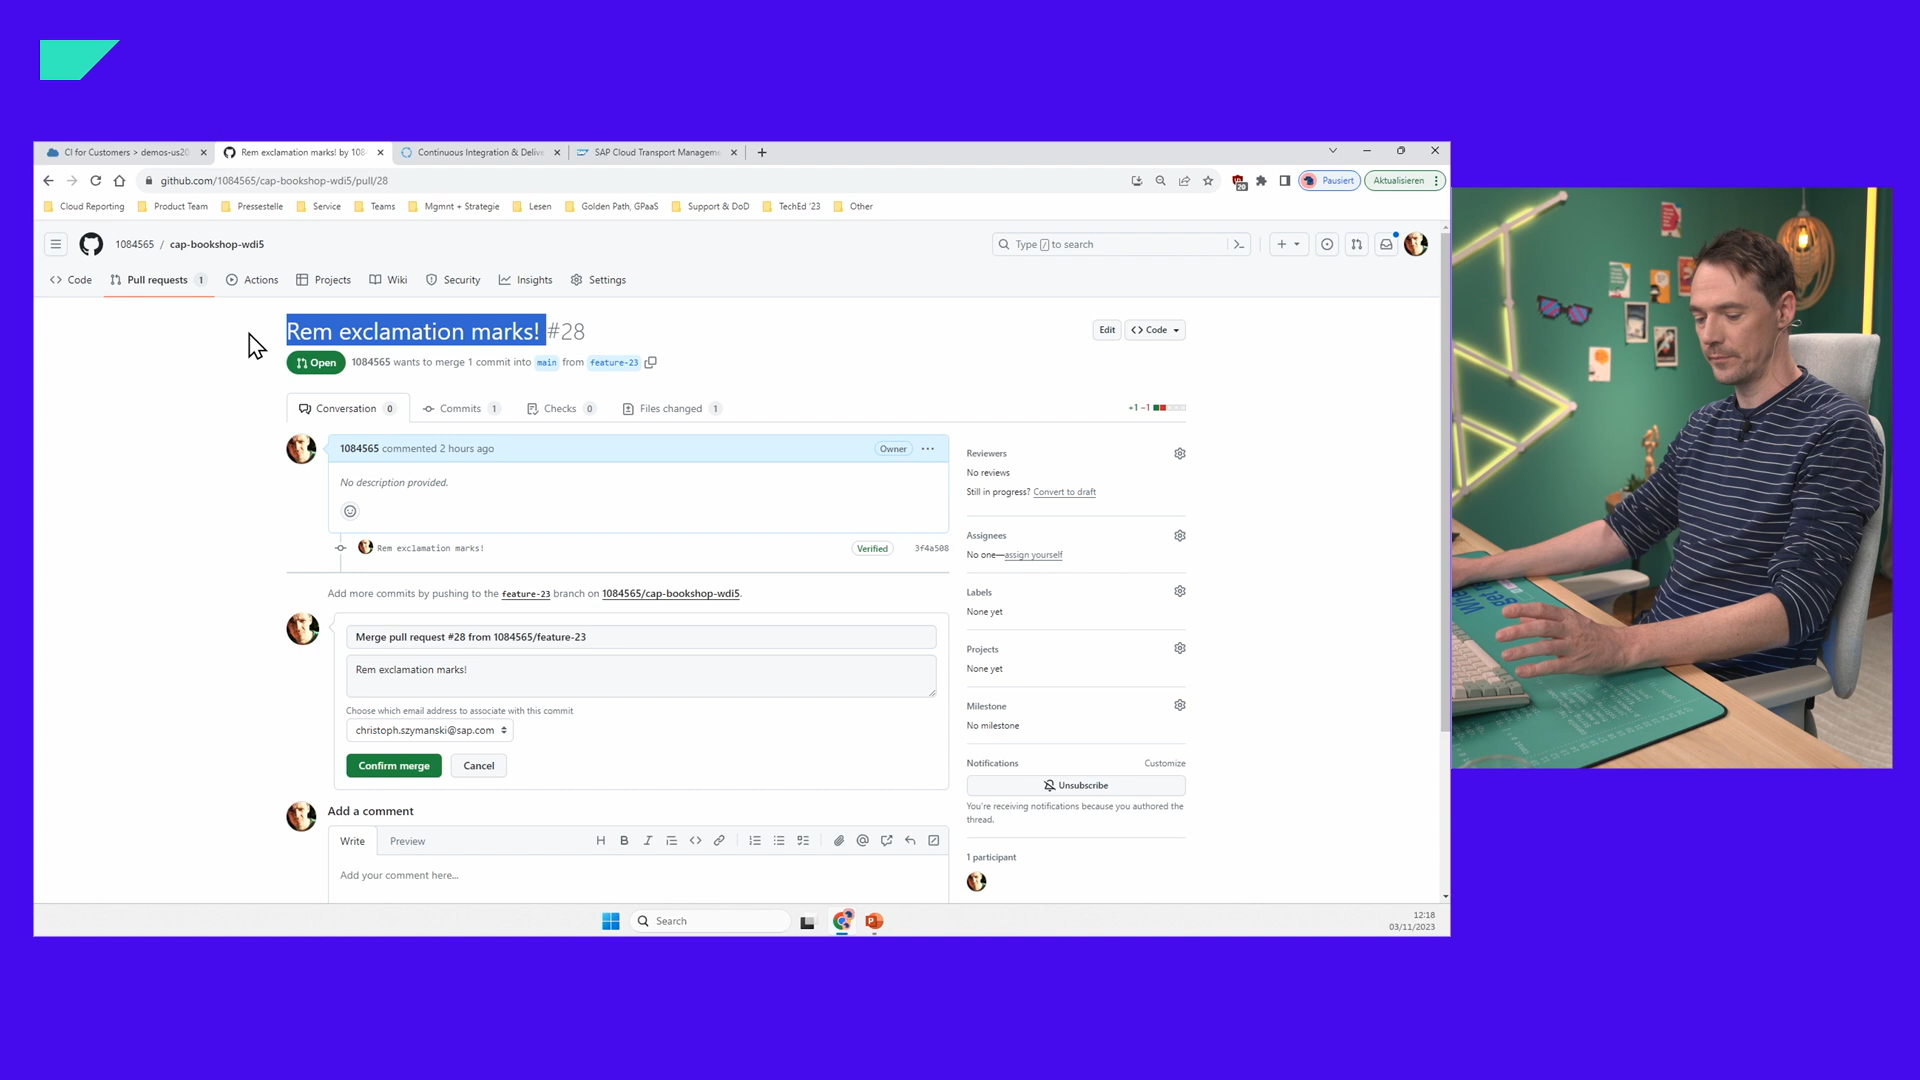 CI for Customers > demos-us20
Rem exclamation marks! by 108
Continuous Integration & Delive
SAP Cloud Transport Managem
github.com/1084565/cap-bookshop-wdi5/pull/28
20
Pausiert
Aktualisieren
Cloud Reporting
Product Team
Pressestelle
Service
Teams
Mgmnt + Strategie
Lesen
Golden Path, GPaaS
Support & DoD
TechEd '23
Other
1084565 / cap-bookshop-wdi5
Type / to search
Code
Pull requests 1
Actions
Projects
Wiki
Security
Insights
Settings
Rem exclamation marks! #28
Edit
<> Code
Open
1084565 wants to merge 1 commit into main from feature-23
Conversation 0
Commits 1
Checks 0
Files changed 1
+1 −1
1084565 commented 2 hours ago
Owner
No description provided.
Rem exclamation marks!
Verified
3f4a508
Add more commits by pushing to the feature-23 branch on 1084565/cap-bookshop-wdi5.
Merge pull request #28 from 1084565/feature-23
Rem exclamation marks!
Choose which email address to associate with this commit
christoph.szymanski@sap.com
Confirm merge
Cancel
Add a comment
Write
Preview
H B I
Add your comment here...
Reviewers
No reviews
Still in progress? Convert to draft
Assignees
No one—assign yourself
Labels
None yet
Projects
None yet
Milestone
No milestone
Notifications
Customize
Unsubscribe
You're receiving notifications because you authored the
thread.
1 participant
Search
12:18
03/11/2023